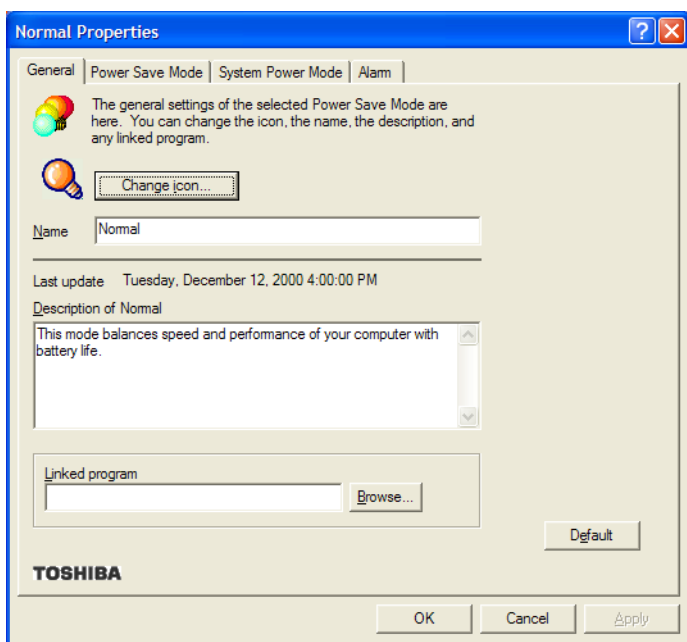 Normal Properties
General Power Save Mode System Power Mode Alarm
The general settings of the selected Power Save Mode are
here. You can change the icon, the name, the description, and
any linked program.
Change icon...
Name Normal
Last update Tuesday, December 12, 2000 4:00:00 PM
Description of Normal
This mode balances speed and performance of your computer with
battery life.
Linked program
Browse...
Default
TOSHIBA
OK Cancel Apply